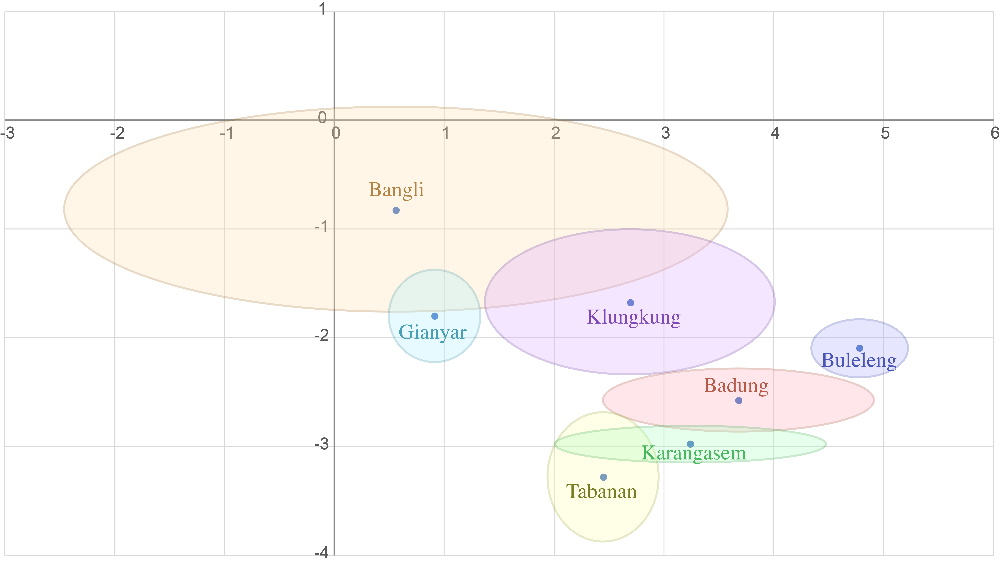 1
0
-3 -2 -1 0 1 2 3 4 5 6
Bangli
-1
Klungkung
-2
Gianyar
Buleleng
Badung
-3
Karangasem
Tabanan
-4